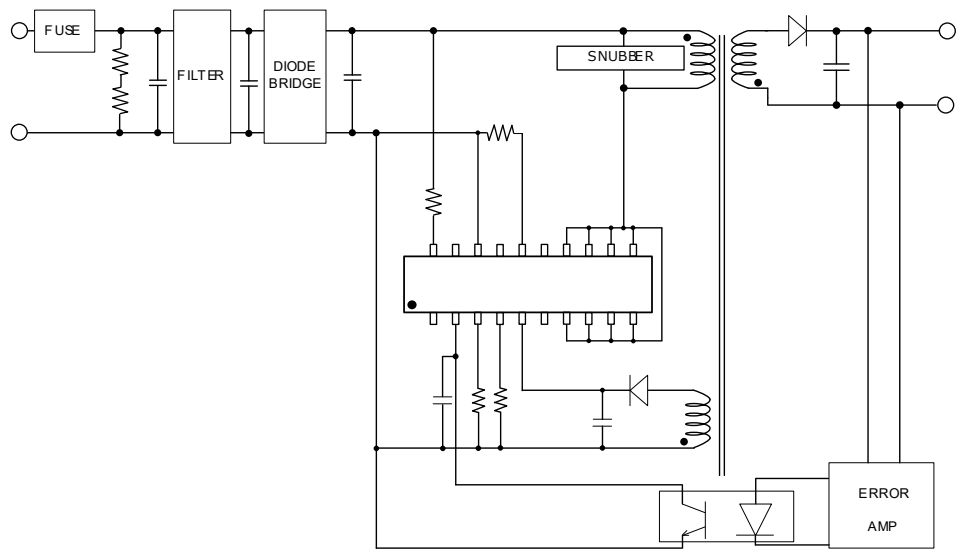 FUSE
FILTER
DIODE
BRIDGE
SNUBBER
ERROR
AMP